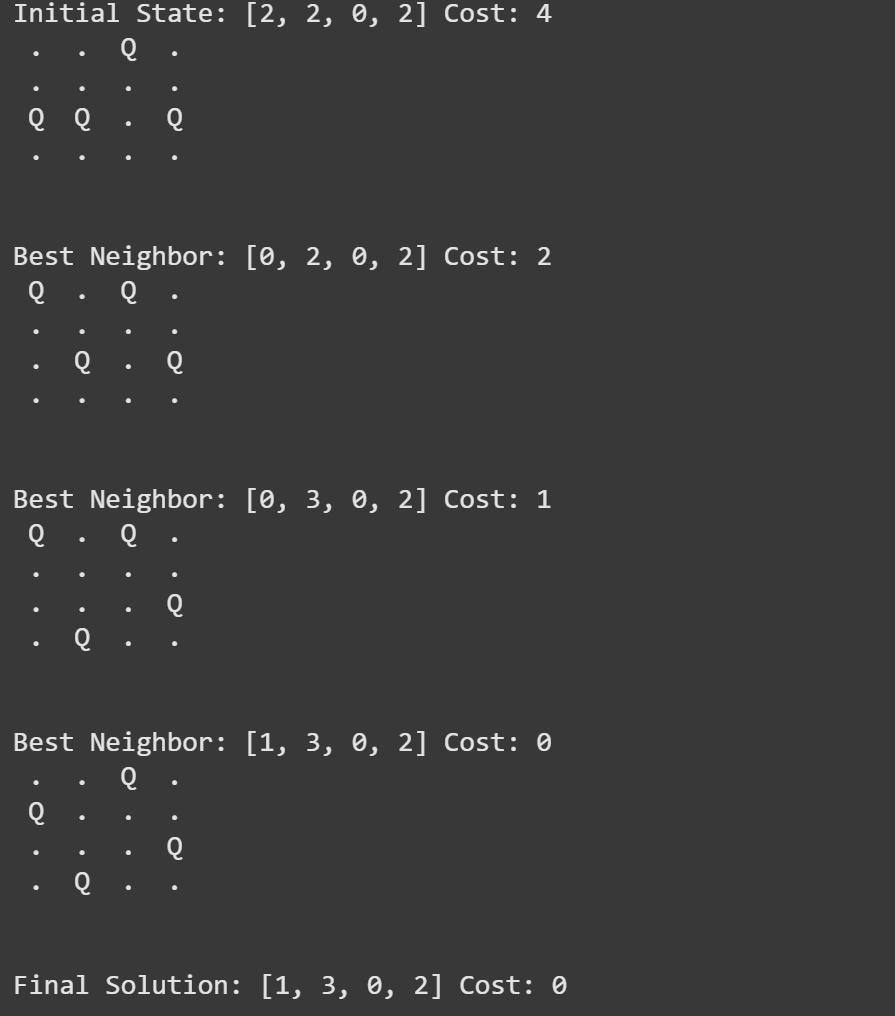 Initial State: [2, 2, 0, 2] Cost: 4
 .  .  Q  .
 .  .  .  .
 Q  Q  .  Q
 .  .  .  .
Best Neighbor: [0, 2, 0, 2] Cost: 2
 Q  .  Q  .
 .  .  .  .
 .  Q  .  Q
 .  .  .  .
Best Neighbor: [0, 3, 0, 2] Cost: 1
 Q  .  Q  .
 .  .  .  .
 .  .  .  Q
 .  Q  .  .
Best Neighbor: [1, 3, 0, 2] Cost: 0
 .  .  Q  .
 Q  .  .  .
 .  .  .  Q
 .  Q  .  .
Final Solution: [1, 3, 0, 2] Cost: 0